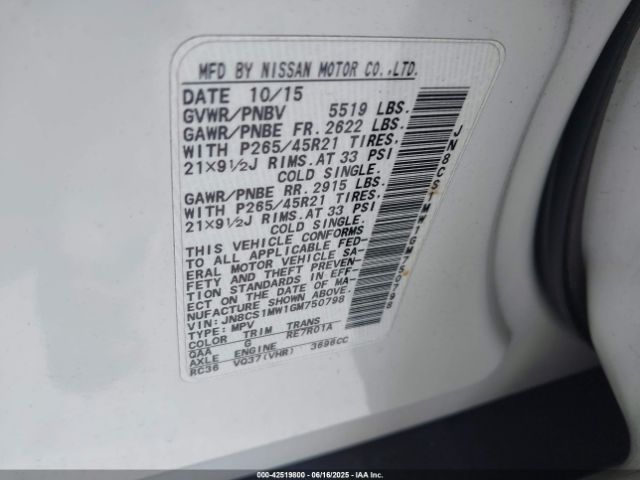 MFD BY NISSAN MOTOR CO.,LTD.
DATE 10/15
GVWR/PNBV 5519 LBS.
GAWR/PNBE FR. 2622 LBS.
WITH P265/45R21 TIRES.
21×9½J RIMS.AT 33 PSI
COLD SINGLE.
GAWR/PNBE RR. 2915 LBS.
WITH P265/45R21 TIRES.
21×9½J RIMS.AT 33 PSI
COLD SINGLE.
THIS VEHICLE CONFORMS
TO ALL APPLICABLE FED-
ERAL MOTOR VEHICLE SA-
FETY AND THEFT PREVEN-
TION STANDARDS IN EFF-
ECT ON THE DATE OF MA-
NUFACTURE SHOWN ABOVE.
VIN: JN8CS1MW1GM750798
TYPE: MPV
COLOR TRIM TRANS
QAA G RE7R01A
AXLE ENGINE
RC36 VQ37(VHR) 3696CC
JN8CS1MW1GM750798
000-42519800 - 06/16/2025 - IAA Inc.